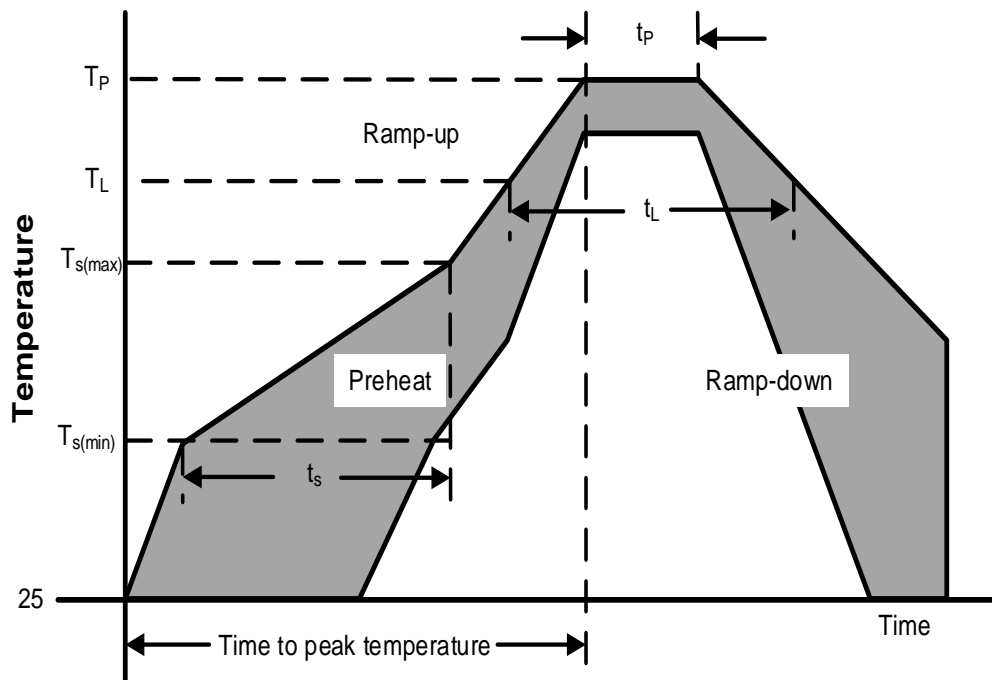 tP
TP
Ramp-up
TL
tL
Ts(max)
Temperature
Preheat
Ramp-down
Ts(min)
ts
25
Time
Time to peak temperature